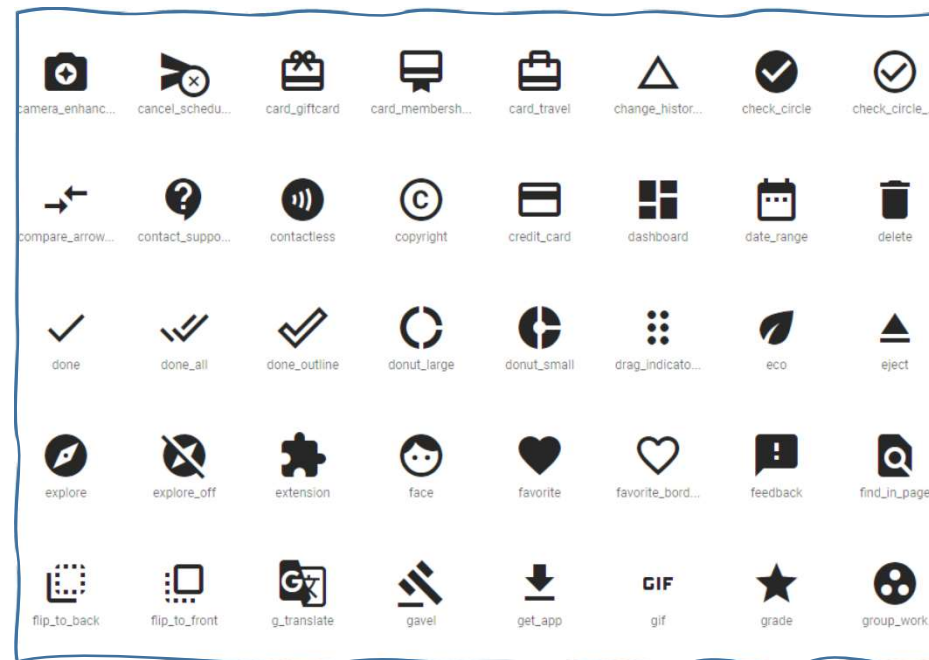 camera_enhanc... cancel_schedu... card_giftcard card_membersh... card_travel change_histor... check_circle check_circle_..
compare_arrow... contact_suppo... contactless copyright credit_card dashboard date_range delete
done done_all done_outline donut_large donut_small drag_indicato... eco eject
explore explore_off extension face favorite favorite_bord... feedback find_in_page
GIF
flip_to_back flip_to_front g_translate gavel get_app gif grade group_work